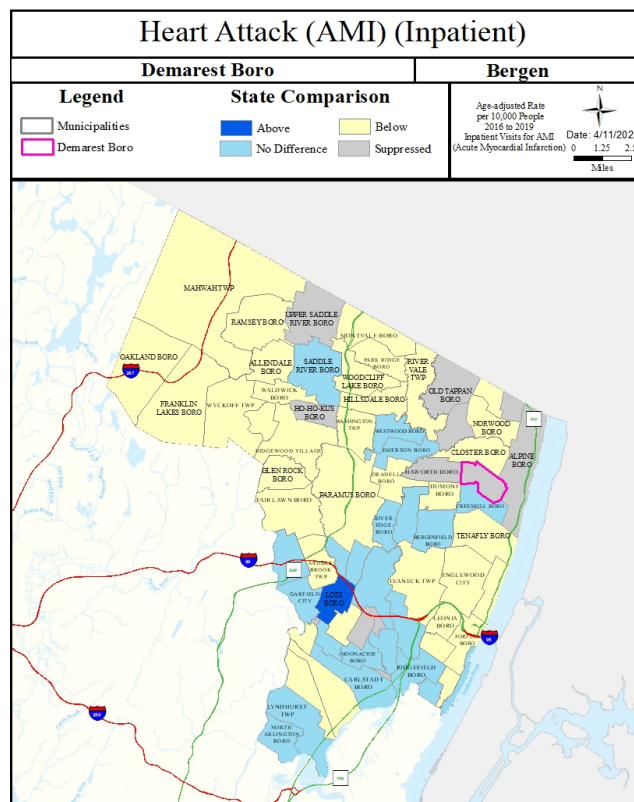 Heart Attack (AMI) (Inpatient)
Demarest Boro
Bergen
Legend
Municipalities
Demarest Boro
State Comparison
Above
Below
No Difference
Suppressed
Age-adjusted Rate
per 10,000 People
2016 to 2019
Inpatient Visits for AMI
(Acute Myocardial Infarction)
N
Date: 4/11/202
0 1.25 2.5
Miles
MAHWAH TWP
RAMSEY BORO
UPPER SADDLE
RIVER BORO
MONTVALE BORO
OAKLAND BORO
ALLENDALE
BORO
SADDLE
RIVER BORO
PARK RIDGE
BORO
RIVER
VALE TWP
WOODCLIFF
LAKE BORO
OLD TAPPAN
BORO
287
FRANKLIN
LAKES BORO
WYCKOFF TWP
WALDWICK
BORO
HILLSDALE BORO
HO-HO-KUS
BORO
WASHINGTON
TWP
WESTWOOD BORO
NORWOOD
BORO
EMERSON BORO
CLOSTER BORO
ALPINE
BORO
RIDGEWOOD VILLAGE
GLEN ROCK
BORO
ORADELL
BORO
HAWORTH BORO
FAIR LAWN BORO
PARAMUS BORO
DUMONT
BORO
CRESSKILL BORO
RIVER
EDGE
BORO
BERGENFIELD
BORO
TENAFLY BORO
80
SADDLE
BROOK
TWP
GARFIELD
CITY
LODI
BORO
TEANECK TWP
ENGLEWOOD
CITY
LEONIA
BORO
FORT LEE
BORO
95
MOONACHIE
BORO
CARLSTADT
BORO
RIDGEFIELD
BORO
LYNDHURST
TWP
NORTH
ARLINGTON
BORO
280